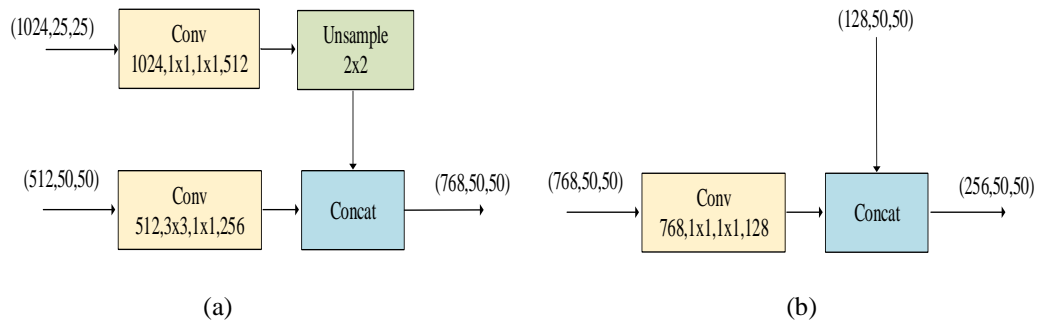 (1024,25,25)
Conv
1024,1x1,1x1,512
Unsample
2x2
(512,50,50)
Conv
512,3x3,1x1,256
Concat
(768,50,50)
(a)
(128,50,50)
(768,50,50)
Conv
768,1x1,1x1,128
Concat
(256,50,50)
(b)